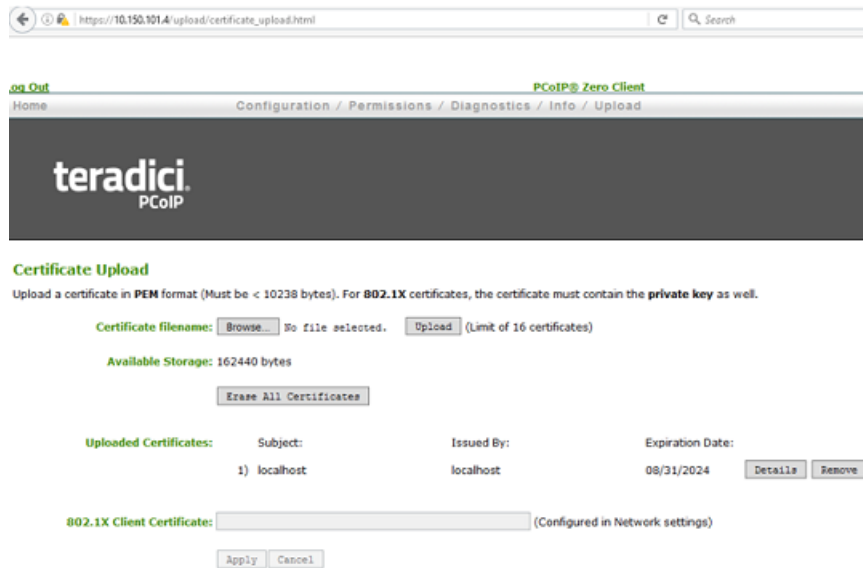 https://10.150.101.4/upload/certificate_upload.html
Search
og Out
PCoIP® Zero Client
Home
Configuration / Permissions / Diagnostics / Info / Upload
teradici.
PCoIP
Certificate Upload
Upload a certificate in PEM format (Must be < 10238 bytes). For 802.1X certificates, the certificate must contain the private key as well.
Certificate filename: Browse... No file selected. Upload (Limit of 16 certificates)
Available Storage: 162440 bytes
Erase All Certificates
Uploaded Certificates: Subject: Issued By: Expiration Date:
1) localhost localhost 08/31/2024 Details Remove
802.1X Client Certificate: (Configured in Network settings)
Apply Cancel